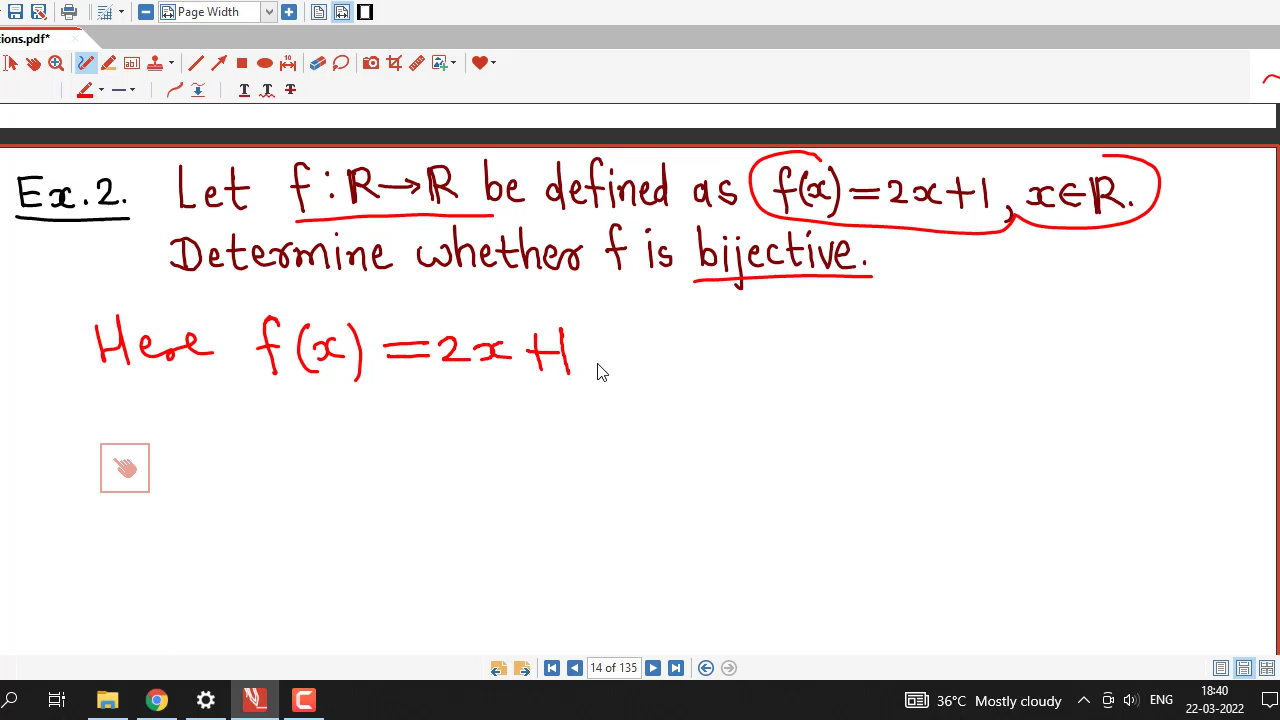 Page Width
ions.pdf*
10
Ex.2. Let f : ℝ→ℝ be defined as f(x)=2x+1, x∈ℝ.
Determine whether f is bijective.
Here f(x) = 2x+1
14 of 135
36°C Mostly cloudy
ENG
18:40
22-03-2022